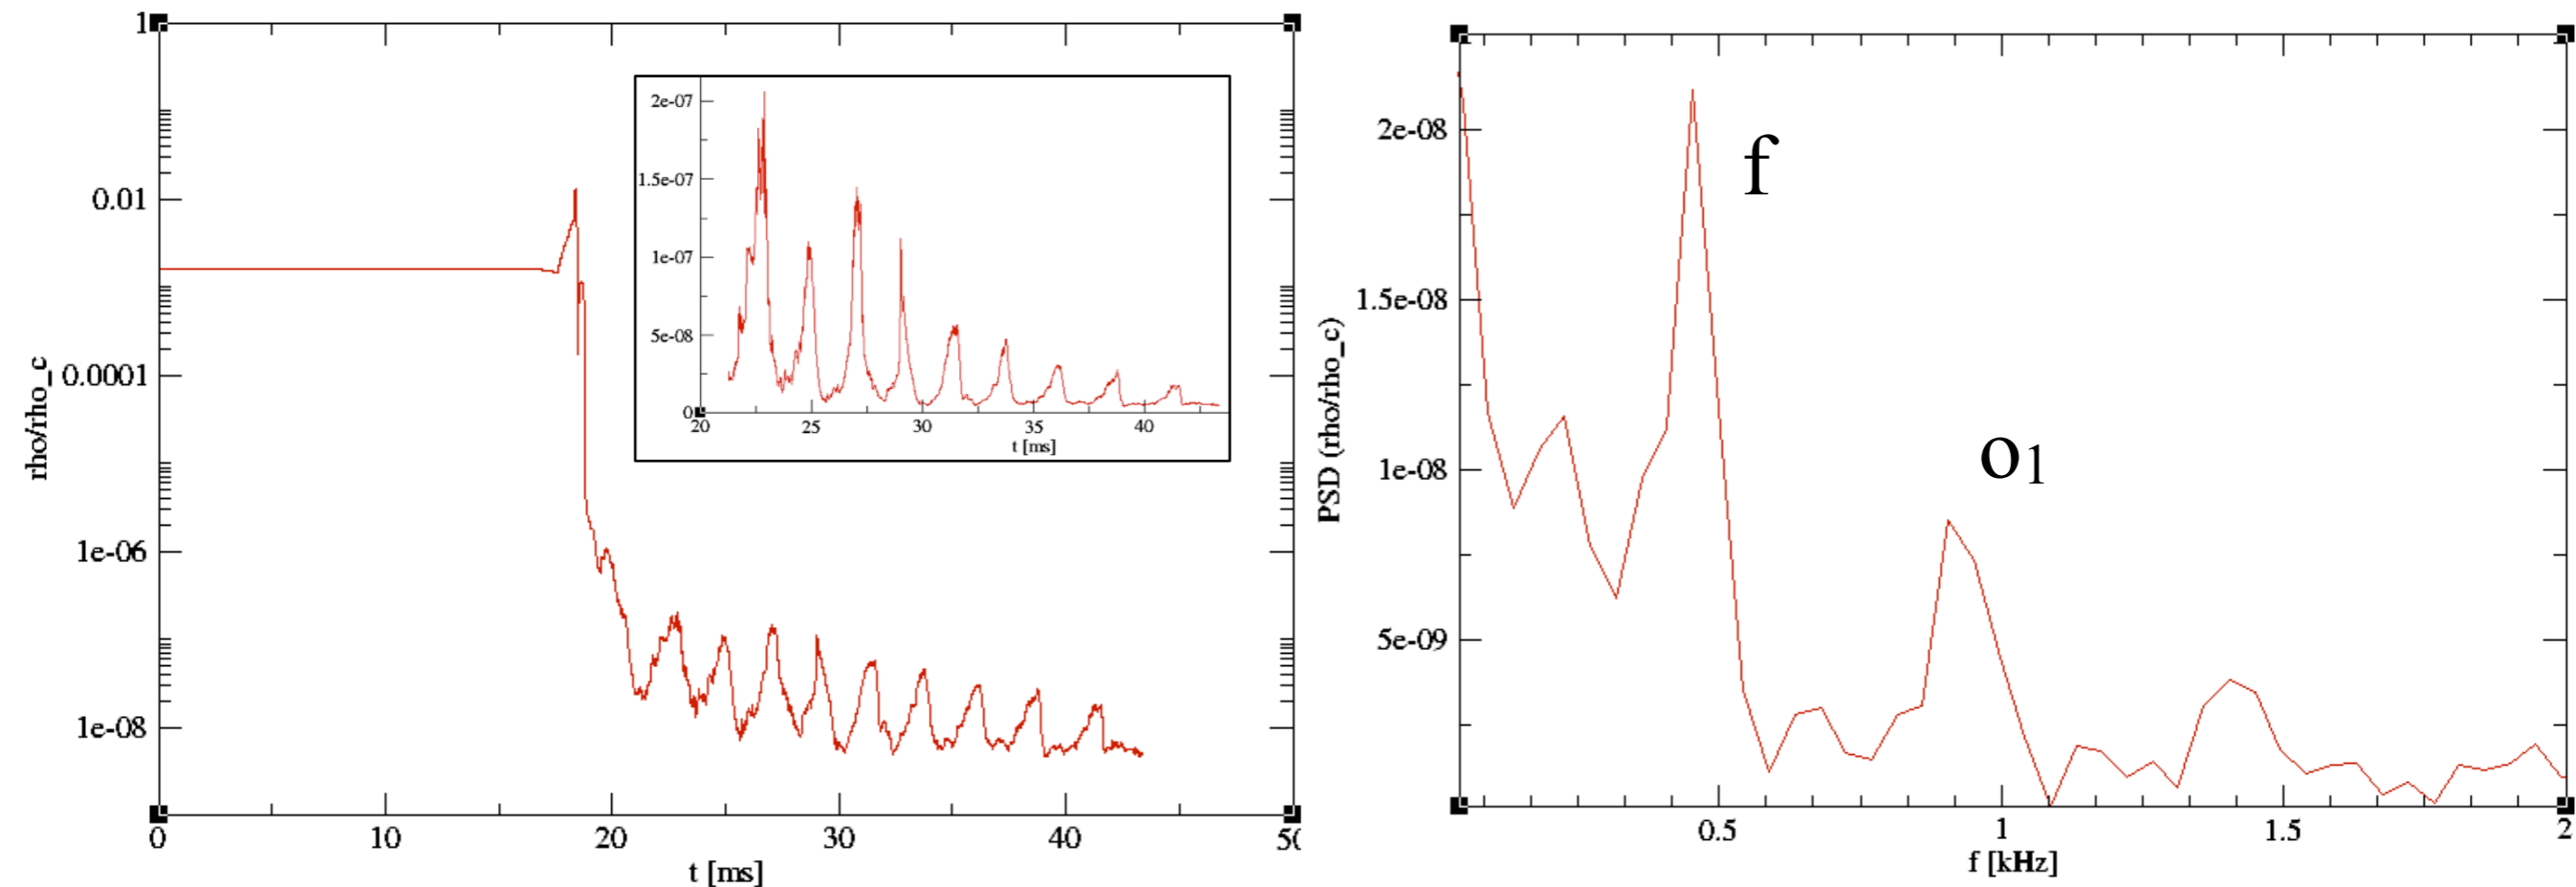 1
0.01
0.0001
1e-06
1e-08
rho/rho_c
0
10
20
30
40
50
t [ms]
2e-07
1.5e-07
1e-07
5e-08
0
20
25
30
35
40
t [ms]
PSD (rho/rho_c)
2e-08
1.5e-08
1e-08
5e-09
f
o1
0.5
1
1.5
2
f [kHz]